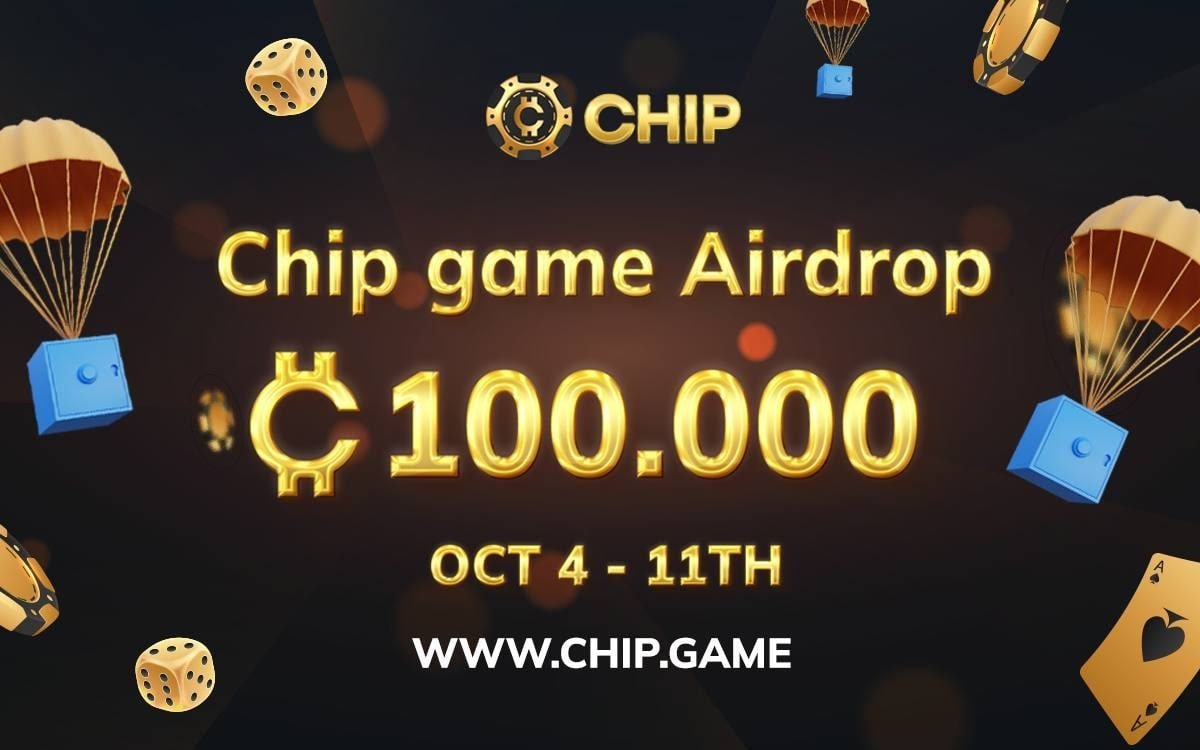 CHIP
Chip game Airdrop
₵ 100.000
OCT 4 - 11TH
WWW.CHIP.GAME
A
A